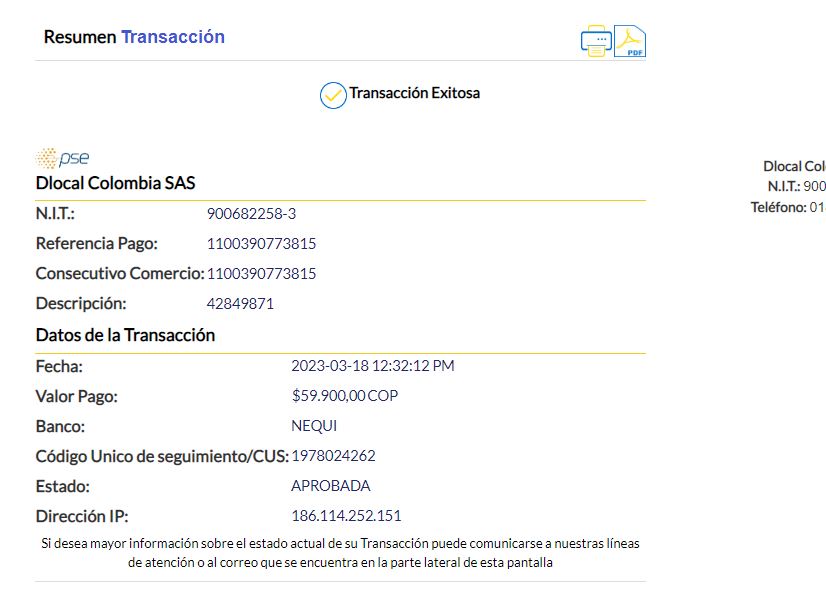 Resumen Transacción
PDF
Transacción Exitosa
pse
Dlocal Colombia SAS
N.I.T.: 900682258-3
Referencia Pago: 1100390773815
Consecutivo Comercio: 1100390773815
Descripción: 42849871
Datos de la Transacción
Fecha: 2023-03-18 12:32:12 PM
Valor Pago: $59.900,00 COP
Banco: NEQUI
Código Unico de seguimiento/CUS: 1978024262
Estado: APROBADA
Dirección IP: 186.114.252.151
Si desea mayor información sobre el estado actual de su Transacción puede comunicarse a nuestras líneas
de atención o al correo que se encuentra en la parte lateral de esta pantalla
Dlocal Col
N.I.T.: 900
Teléfono: 01